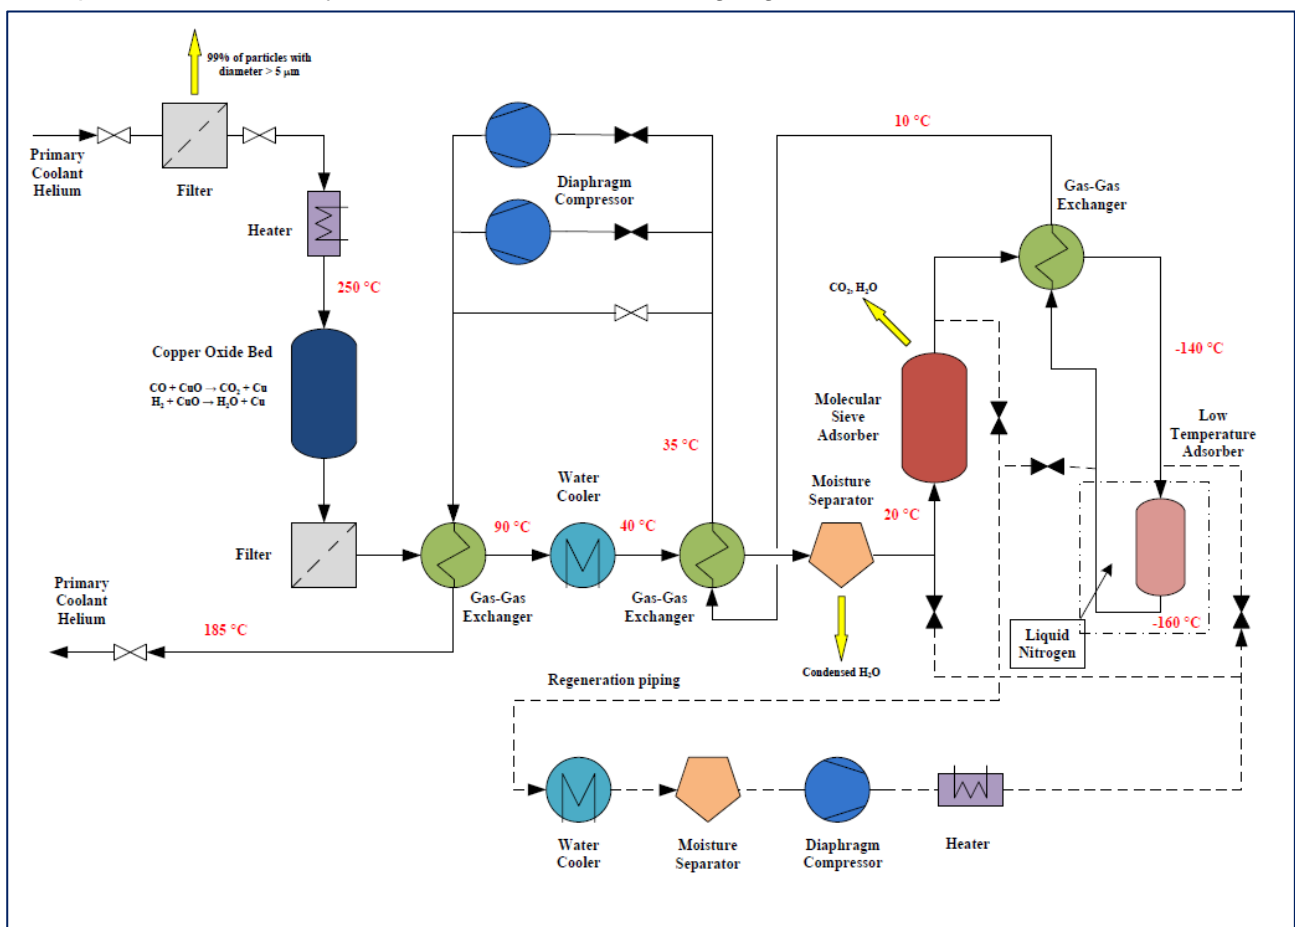 99% of particles with
diameter > 5 μm
Primary
Coolant
Helium
Filter
Heater
250 °C
Copper Oxide Bed
CO + CuO → CO₂ + Cu
H₂ + CuO → H₂O + Cu
Filter
Primary
Coolant
Helium
185 °C
Diaphragm
Compressor
35 °C
Water
Cooler
90 °C
40 °C
Gas-Gas
Exchanger
Gas-Gas
Exchanger
10 °C
Gas-Gas
Exchanger
CO₂, H₂O
Molecular
Sieve
Adsorber
Moisture
Separator
20 °C
Condensed H₂O
-140 °C
Low
Temperature
Adsorber
-160 °C
Liquid
Nitrogen
Regeneration piping
Water
Cooler
Moisture
Separator
Diaphragm
Compressor
Heater